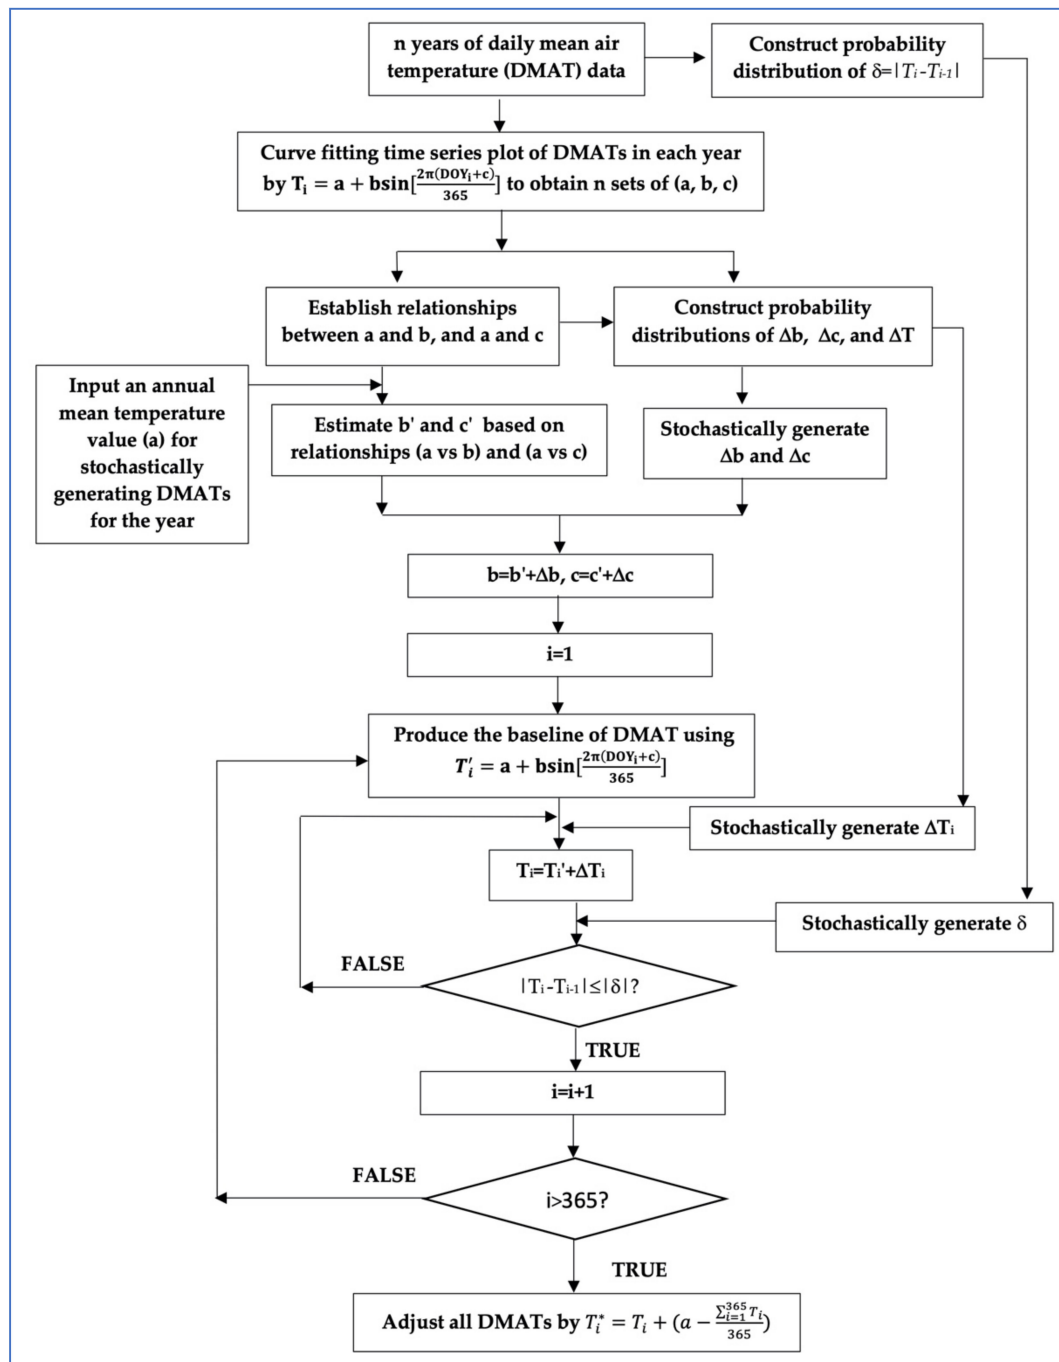 n years of daily mean air
temperature (DMAT) data
Construct probability
distribution of δ=|Ti-Ti-1|
Curve fitting time series plot of DMATs in each year
by Ti = a + bsin[2π(DOYi+c)/365] to obtain n sets of (a, b, c)
Establish relationships
between a and b, and a and c
Construct probability
distributions of Δb, Δc, and ΔT
Input an annual
mean temperature
value (a) for
stochastically
generating DMATs
for the year
Estimate b' and c' based on
relationships (a vs b) and (a vs c)
Stochastically generate
Δb and Δc
b=b'+Δb, c=c'+Δc
i=1
Produce the baseline of DMAT using
T′i = a + bsin[2π(DOYi+c)/365]
Stochastically generate ΔTi
Ti=Ti'+ΔTi
Stochastically generate δ
FALSE
|Ti-Ti-1|≤|δ|?
TRUE
i=i+1
FALSE
i>365?
TRUE
Adjust all DMATs by T*i = Ti + (a − ∑365i=1 Ti/365)